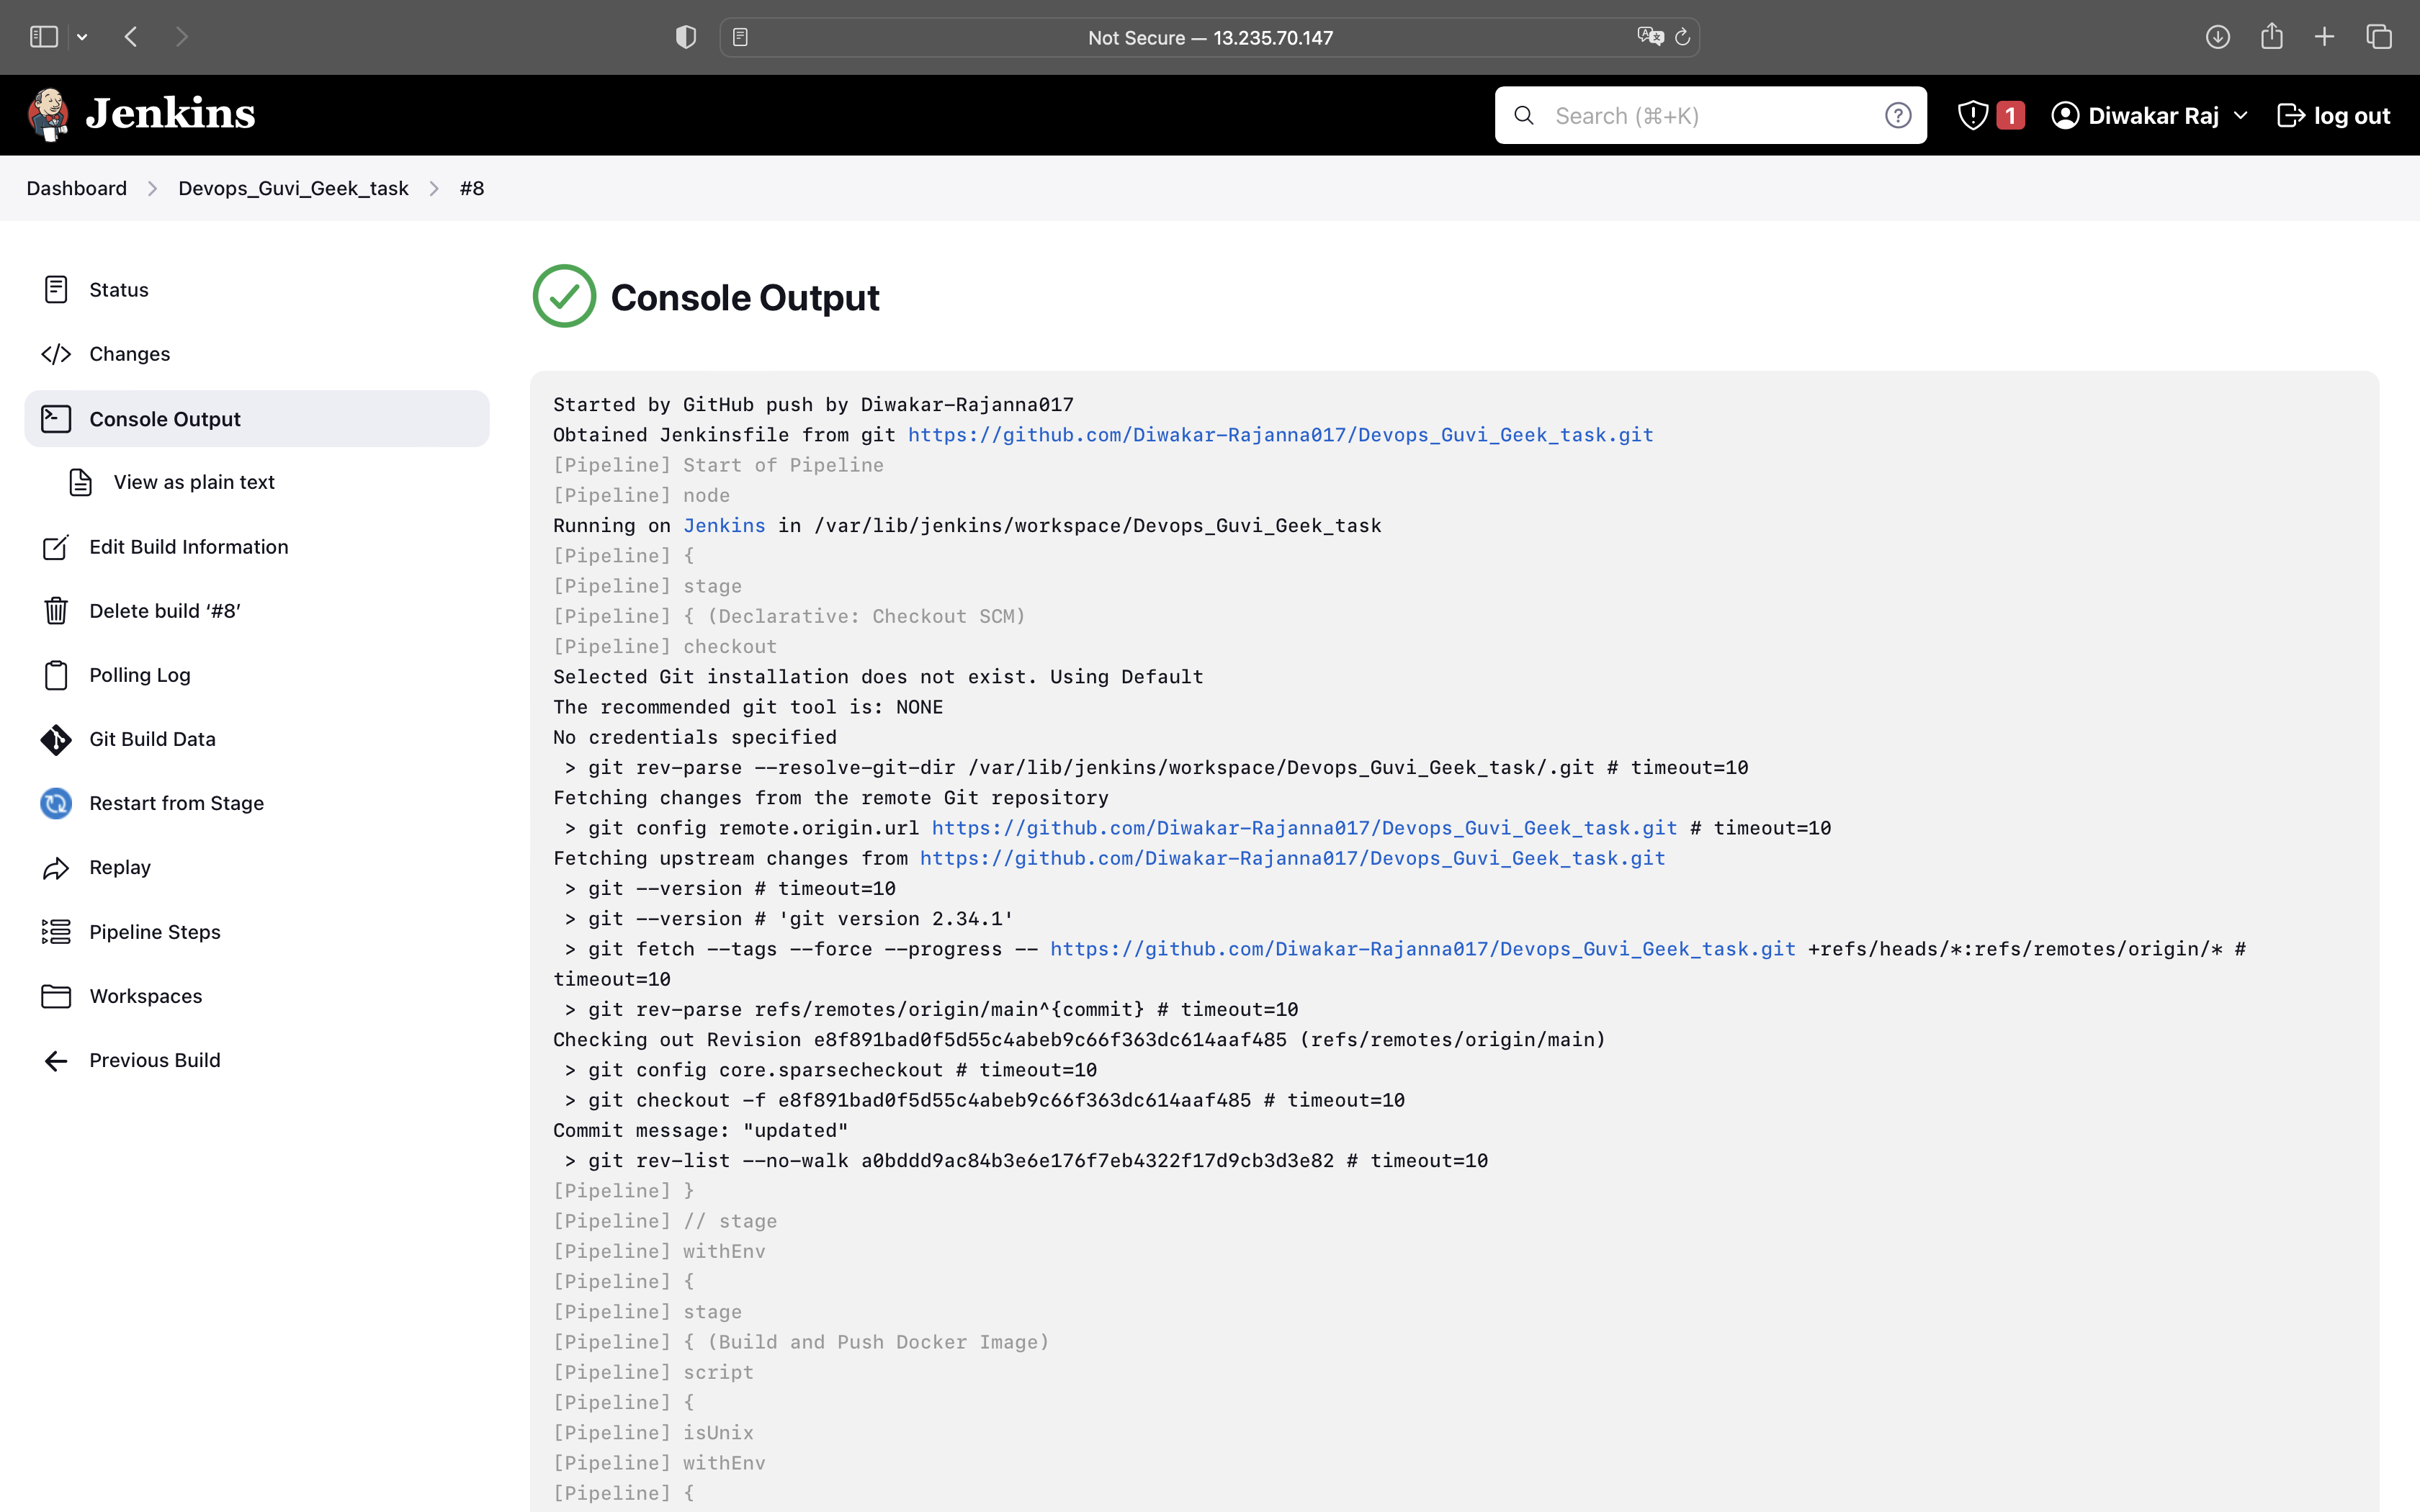 Not Secure — 13.235.70.147
Jenkins
Search (⌘+K)
1
Diwakar Raj
log out
Dashboard
Devops_Guvi_Geek_task
#8
Status
Changes
Console Output
View as plain text
Edit Build Information
Delete build ‘#8’
Polling Log
Git Build Data
Restart from Stage
Replay
Pipeline Steps
Workspaces
Previous Build
Console Output
Started by GitHub push by Diwakar-Rajanna017
Obtained Jenkinsfile from git https://github.com/Diwakar-Rajanna017/Devops_Guvi_Geek_task.git
[Pipeline] Start of Pipeline
[Pipeline] node
Running on Jenkins in /var/lib/jenkins/workspace/Devops_Guvi_Geek_task
[Pipeline] {
[Pipeline] stage
[Pipeline] { (Declarative: Checkout SCM)
[Pipeline] checkout
Selected Git installation does not exist. Using Default
The recommended git tool is: NONE
No credentials specified
 > git rev-parse --resolve-git-dir /var/lib/jenkins/workspace/Devops_Guvi_Geek_task/.git # timeout=10
Fetching changes from the remote Git repository
 > git config remote.origin.url https://github.com/Diwakar-Rajanna017/Devops_Guvi_Geek_task.git # timeout=10
Fetching upstream changes from https://github.com/Diwakar-Rajanna017/Devops_Guvi_Geek_task.git
 > git --version # timeout=10
 > git --version # 'git version 2.34.1'
 > git fetch --tags --force --progress -- https://github.com/Diwakar-Rajanna017/Devops_Guvi_Geek_task.git +refs/heads/*:refs/remotes/origin/* #
timeout=10
 > git rev-parse refs/remotes/origin/main^{commit} # timeout=10
Checking out Revision e8f891bad0f5d55c4abeb9c66f363dc614aaf485 (refs/remotes/origin/main)
 > git config core.sparsecheckout # timeout=10
 > git checkout -f e8f891bad0f5d55c4abeb9c66f363dc614aaf485 # timeout=10
Commit message: "updated"
 > git rev-list --no-walk a0bddd9ac84b3e6e176f7eb4322f17d9cb3d3e82 # timeout=10
[Pipeline] }
[Pipeline] // stage
[Pipeline] withEnv
[Pipeline] {
[Pipeline] stage
[Pipeline] { (Build and Push Docker Image)
[Pipeline] script
[Pipeline] {
[Pipeline] isUnix
[Pipeline] withEnv
[Pipeline] {